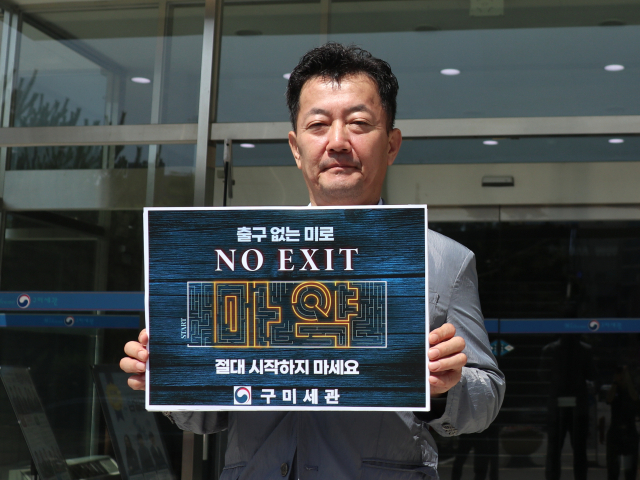 출구 없는 미로
NO EXIT
START
마약
절대 시작하지 마세요
구미세관